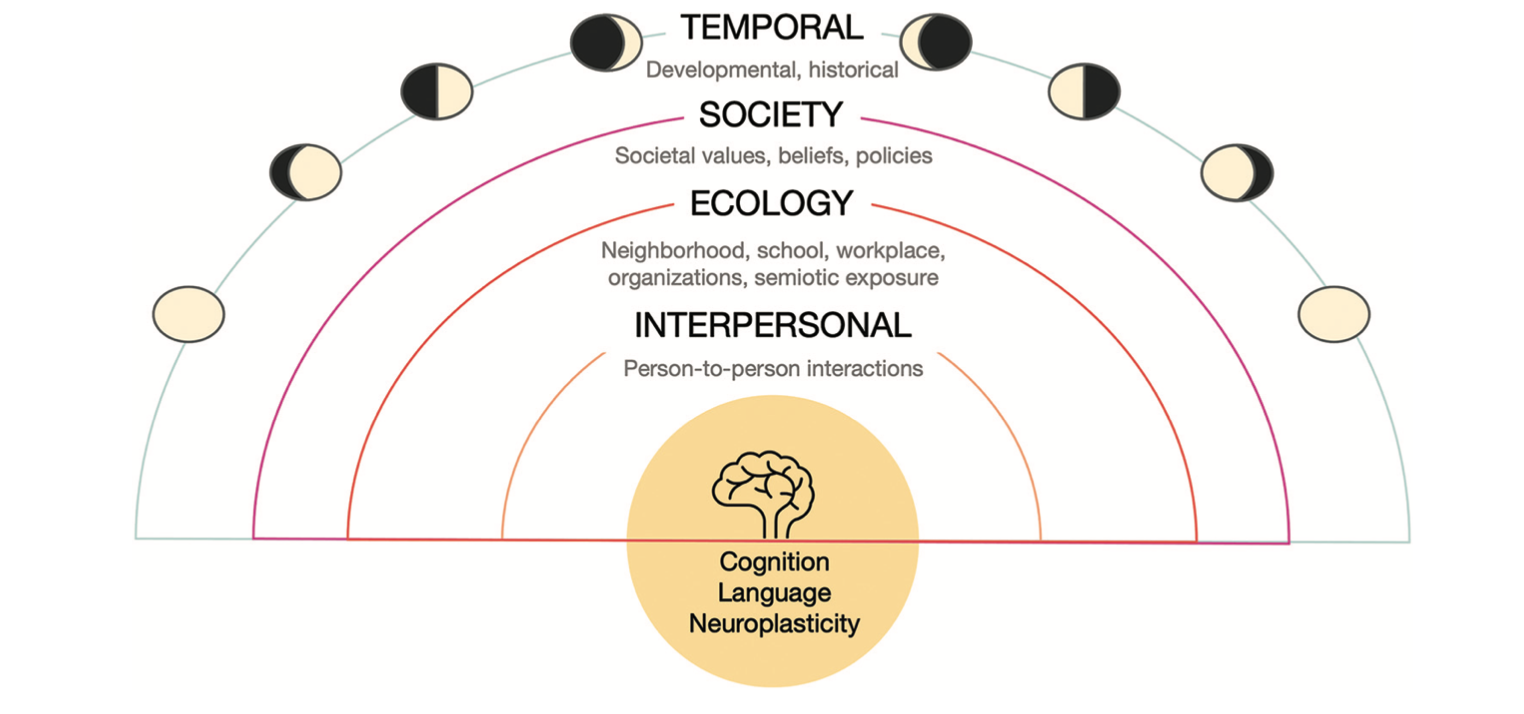 TEMPORAL
Developmental, historical
SOCIETY
Societal values, beliefs, policies
ECOLOGY
Neighborhood, school, workplace,
organizations, semiotic exposure
INTERPERSONAL
Person-to-person interactions
Cognition
Language
Neuroplasticity